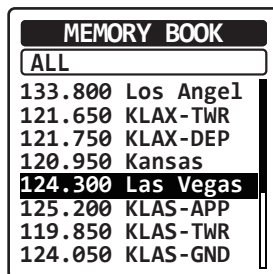 MEMORY BOOK
ALL
133.800 Los Angel
121.650 KLAX-TWR
121.750 KLAX-DEP
120.950 Kansas
124.300 Las Vegas
125.200 KLAS-APP
119.850 KLAS-TWR
124.050 KLAS-GND